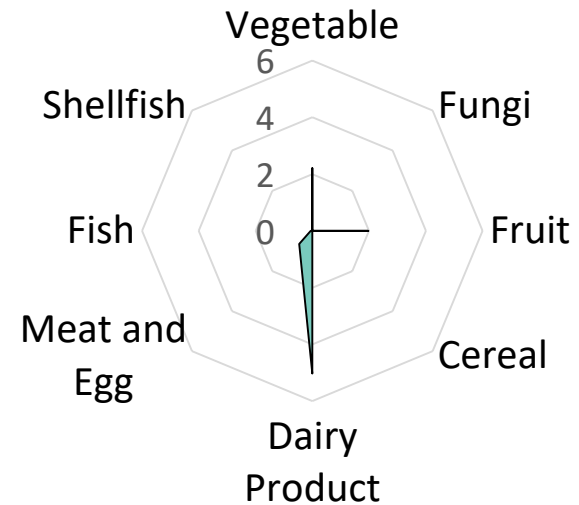 Vegetable
6
Shellfish
Fungi
4
2
Fish
0
Fruit
Meat and
Egg
Cereal
Dairy
Product